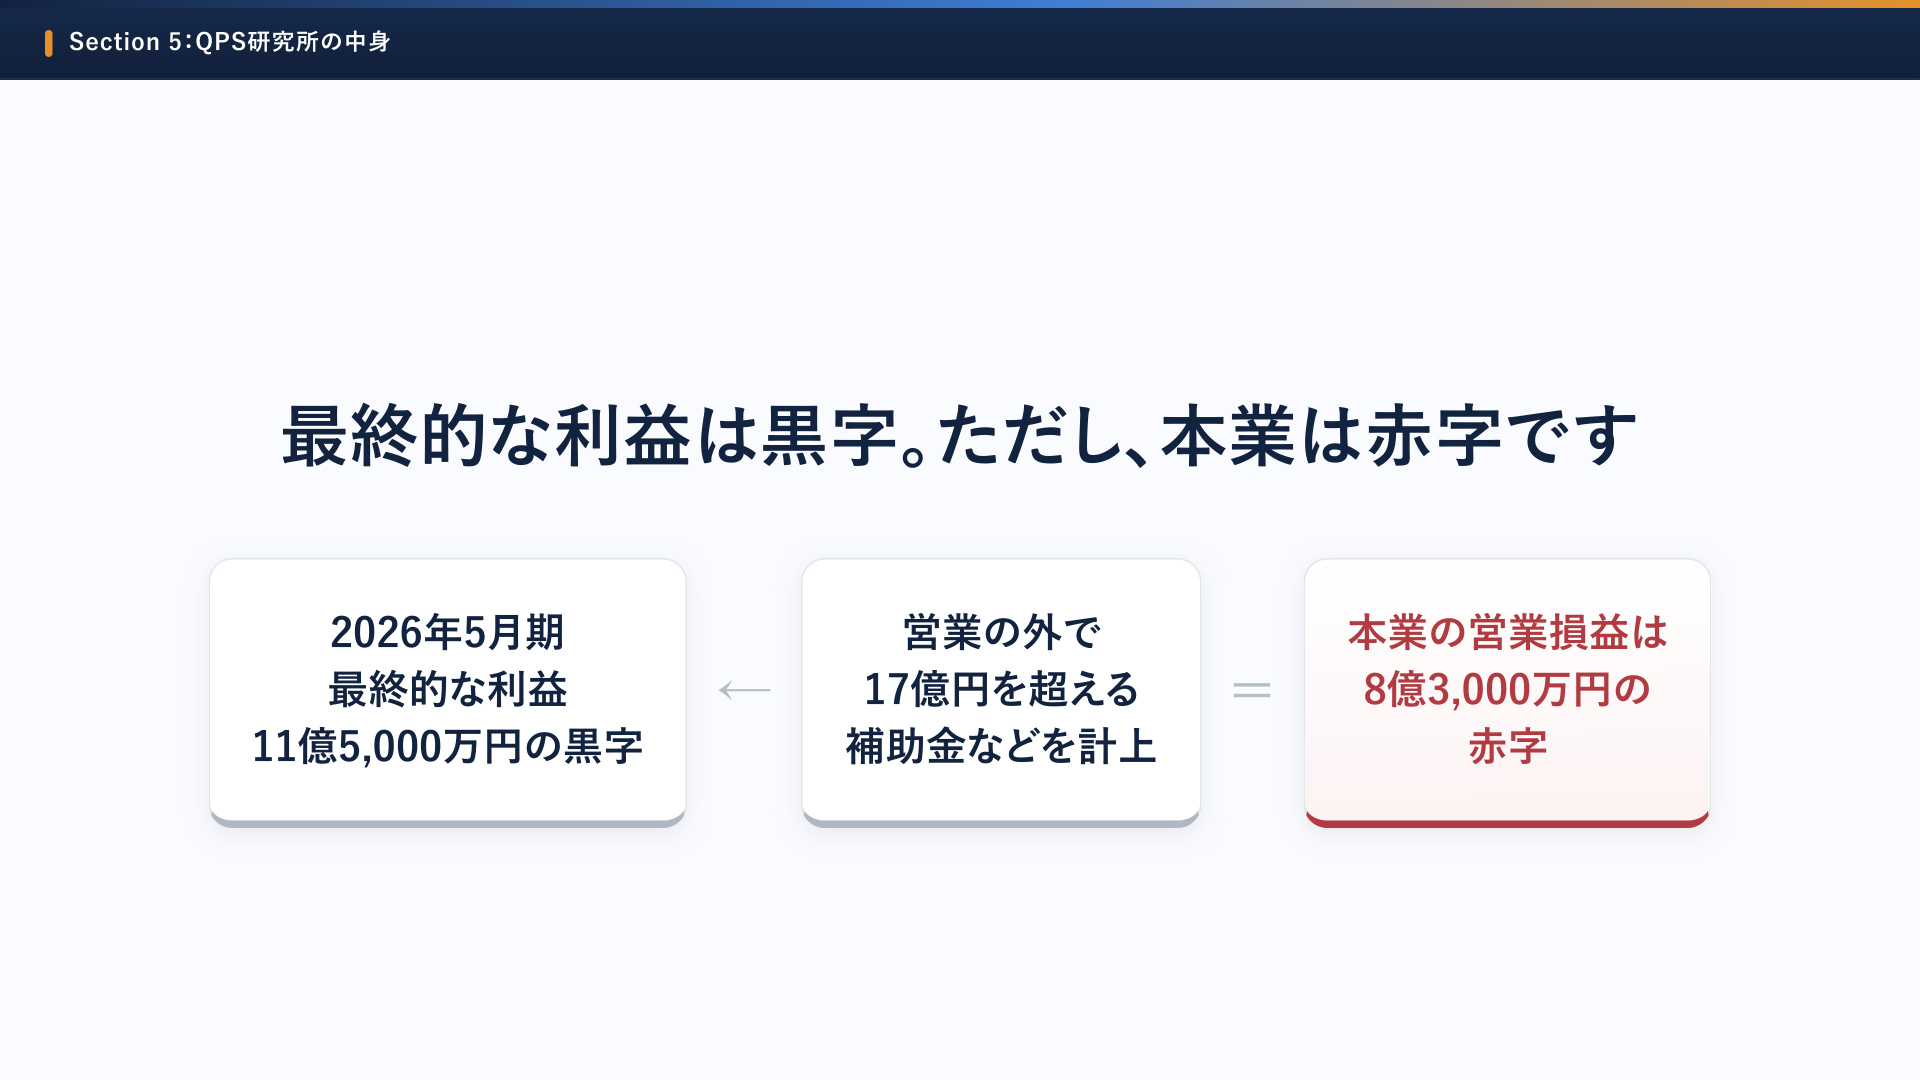 Section 5：QPS研究所の中身
最終的な利益は黒字。ただし、本業は赤字です
2026年5月期
最終的な利益
11億5,000万円の黒字
←
営業の外で
17億円を超える
補助金などを計上
＝
本業の営業損益は
8億3,000万円の
赤字